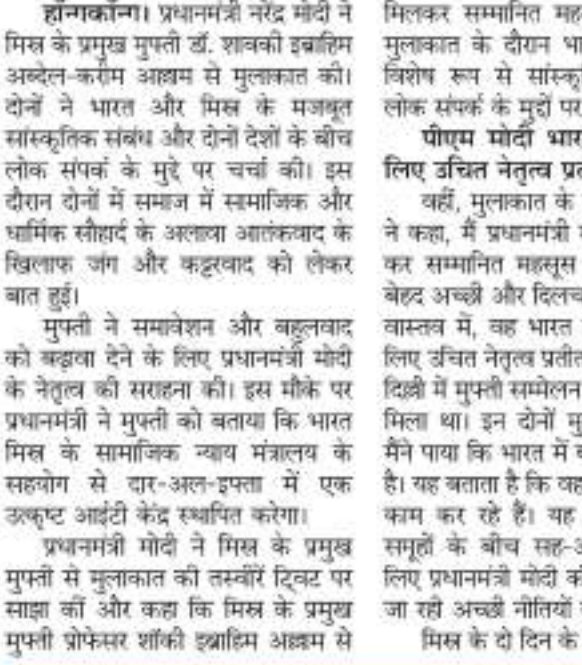 हॉन्गकॉन्ग। प्रधानमंत्री नरेंद्र मोदी ने
मिस्र के प्रमुख मुफ्ती डॉ. शावकी इब्राहिम
अब्देल-करीम आल्लाम से मुलाकात की।
दोनों ने भारत और मिस्र के मजबूत
सांस्कृतिक संबंध और दोनों देशों के बीच
लोक संपर्क के मुद्दे पर चर्चा की। इस
दौरान दोनों में समाज में सामाजिक और
धार्मिक सौहार्द के अलावा आतंकवाद के
खिलाफ जंग और कट्टरवाद को लेकर
बात हुई।
मुफ्ती ने समावेशन और बहुलवाद
को बढ़ावा देने के लिए प्रधानमंत्री मोदी
के नेतृत्व की सराहना की। इस मौके पर
प्रधानमंत्री ने मुफ्ती को बताया कि भारत
मिस्र के सामाजिक न्याय मंत्रालय के
सहयोग से दार-अल-इफ्ता में एक
उत्कृष्ट आईटी केंद्र स्थापित करेगा।
प्रधानमंत्री मोदी ने मिस्र के प्रमुख
मुफ्ती से मुलाकात की तस्वीरें ट्विट पर
साझा कीं और कहा कि मिस्र के प्रमुख
मुफ्ती प्रोफेसर शॉकी इब्राहिम अल्लाम से
मिलकर सम्मानित मह
मुलाकात के दौरान भा
विशेष रूप से सांस्कृ
लोक संपर्क के मुद्दों पर
पीएम मोदी भार
लिए उचित नेतृत्व प्र
वहीं, मुलाकात के
ने कहा, मैं प्रधानमंत्री
कर सम्मानित महसूस
बेहद अच्छी और दिलच
वास्तव में, वह भारत
लिए उचित नेतृत्व प्रतीत
दिल्ली में मुफ्ती सम्मेलन
मिला था। इन दोनों मु
मैंने पाया कि भारत में ब
है। यह बताता है कि वह
काम कर रहे हैं। यह
समूहों के बीच सह-अ
लिए प्रधानमंत्री मोदी क
जा रही अच्छी नीतियों
मिस्र के दो दिन के